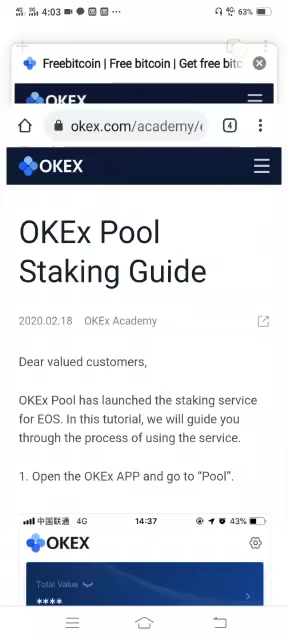 4G 3G 4:03 ... 4G 63%
Freebitcoin | Free bitcoin | Get free bitc
OKEX
okex.com/academy/e
4
OKEX
OKEx Pool
Staking Guide
2020.02.18 OKEx Academy
Dear valued customers,
OKEx Pool has launched the staking service
for EOS. In this tutorial, we will guide you
through the process of using the service.
1. Open the OKEx APP and go to “Pool”.
中国联通 4G 14:37 43%
OKEX
Total Value
****